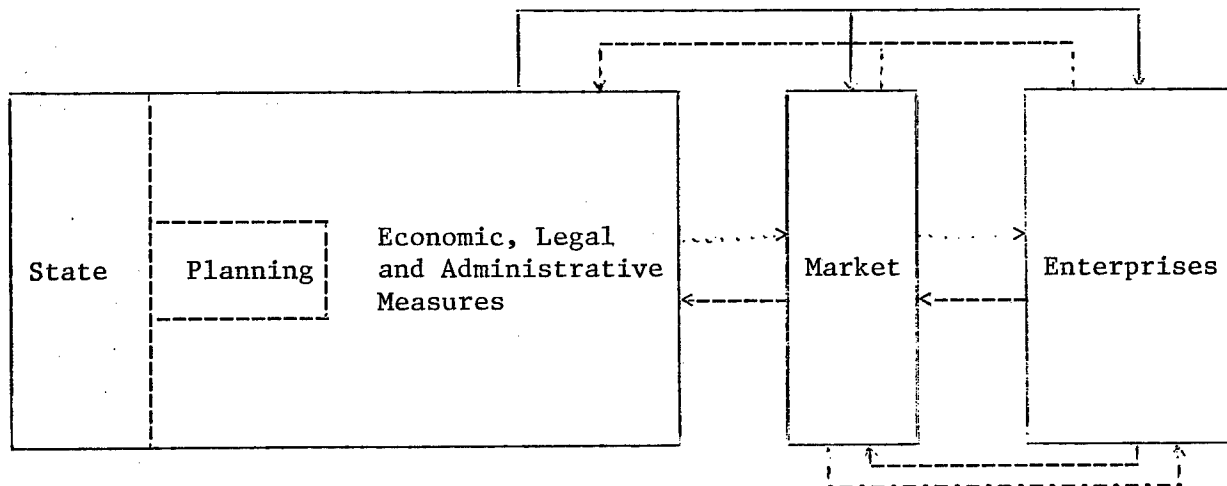 State
Planning
Economic, Legal
and Administrative
Measures
Market
Enterprises